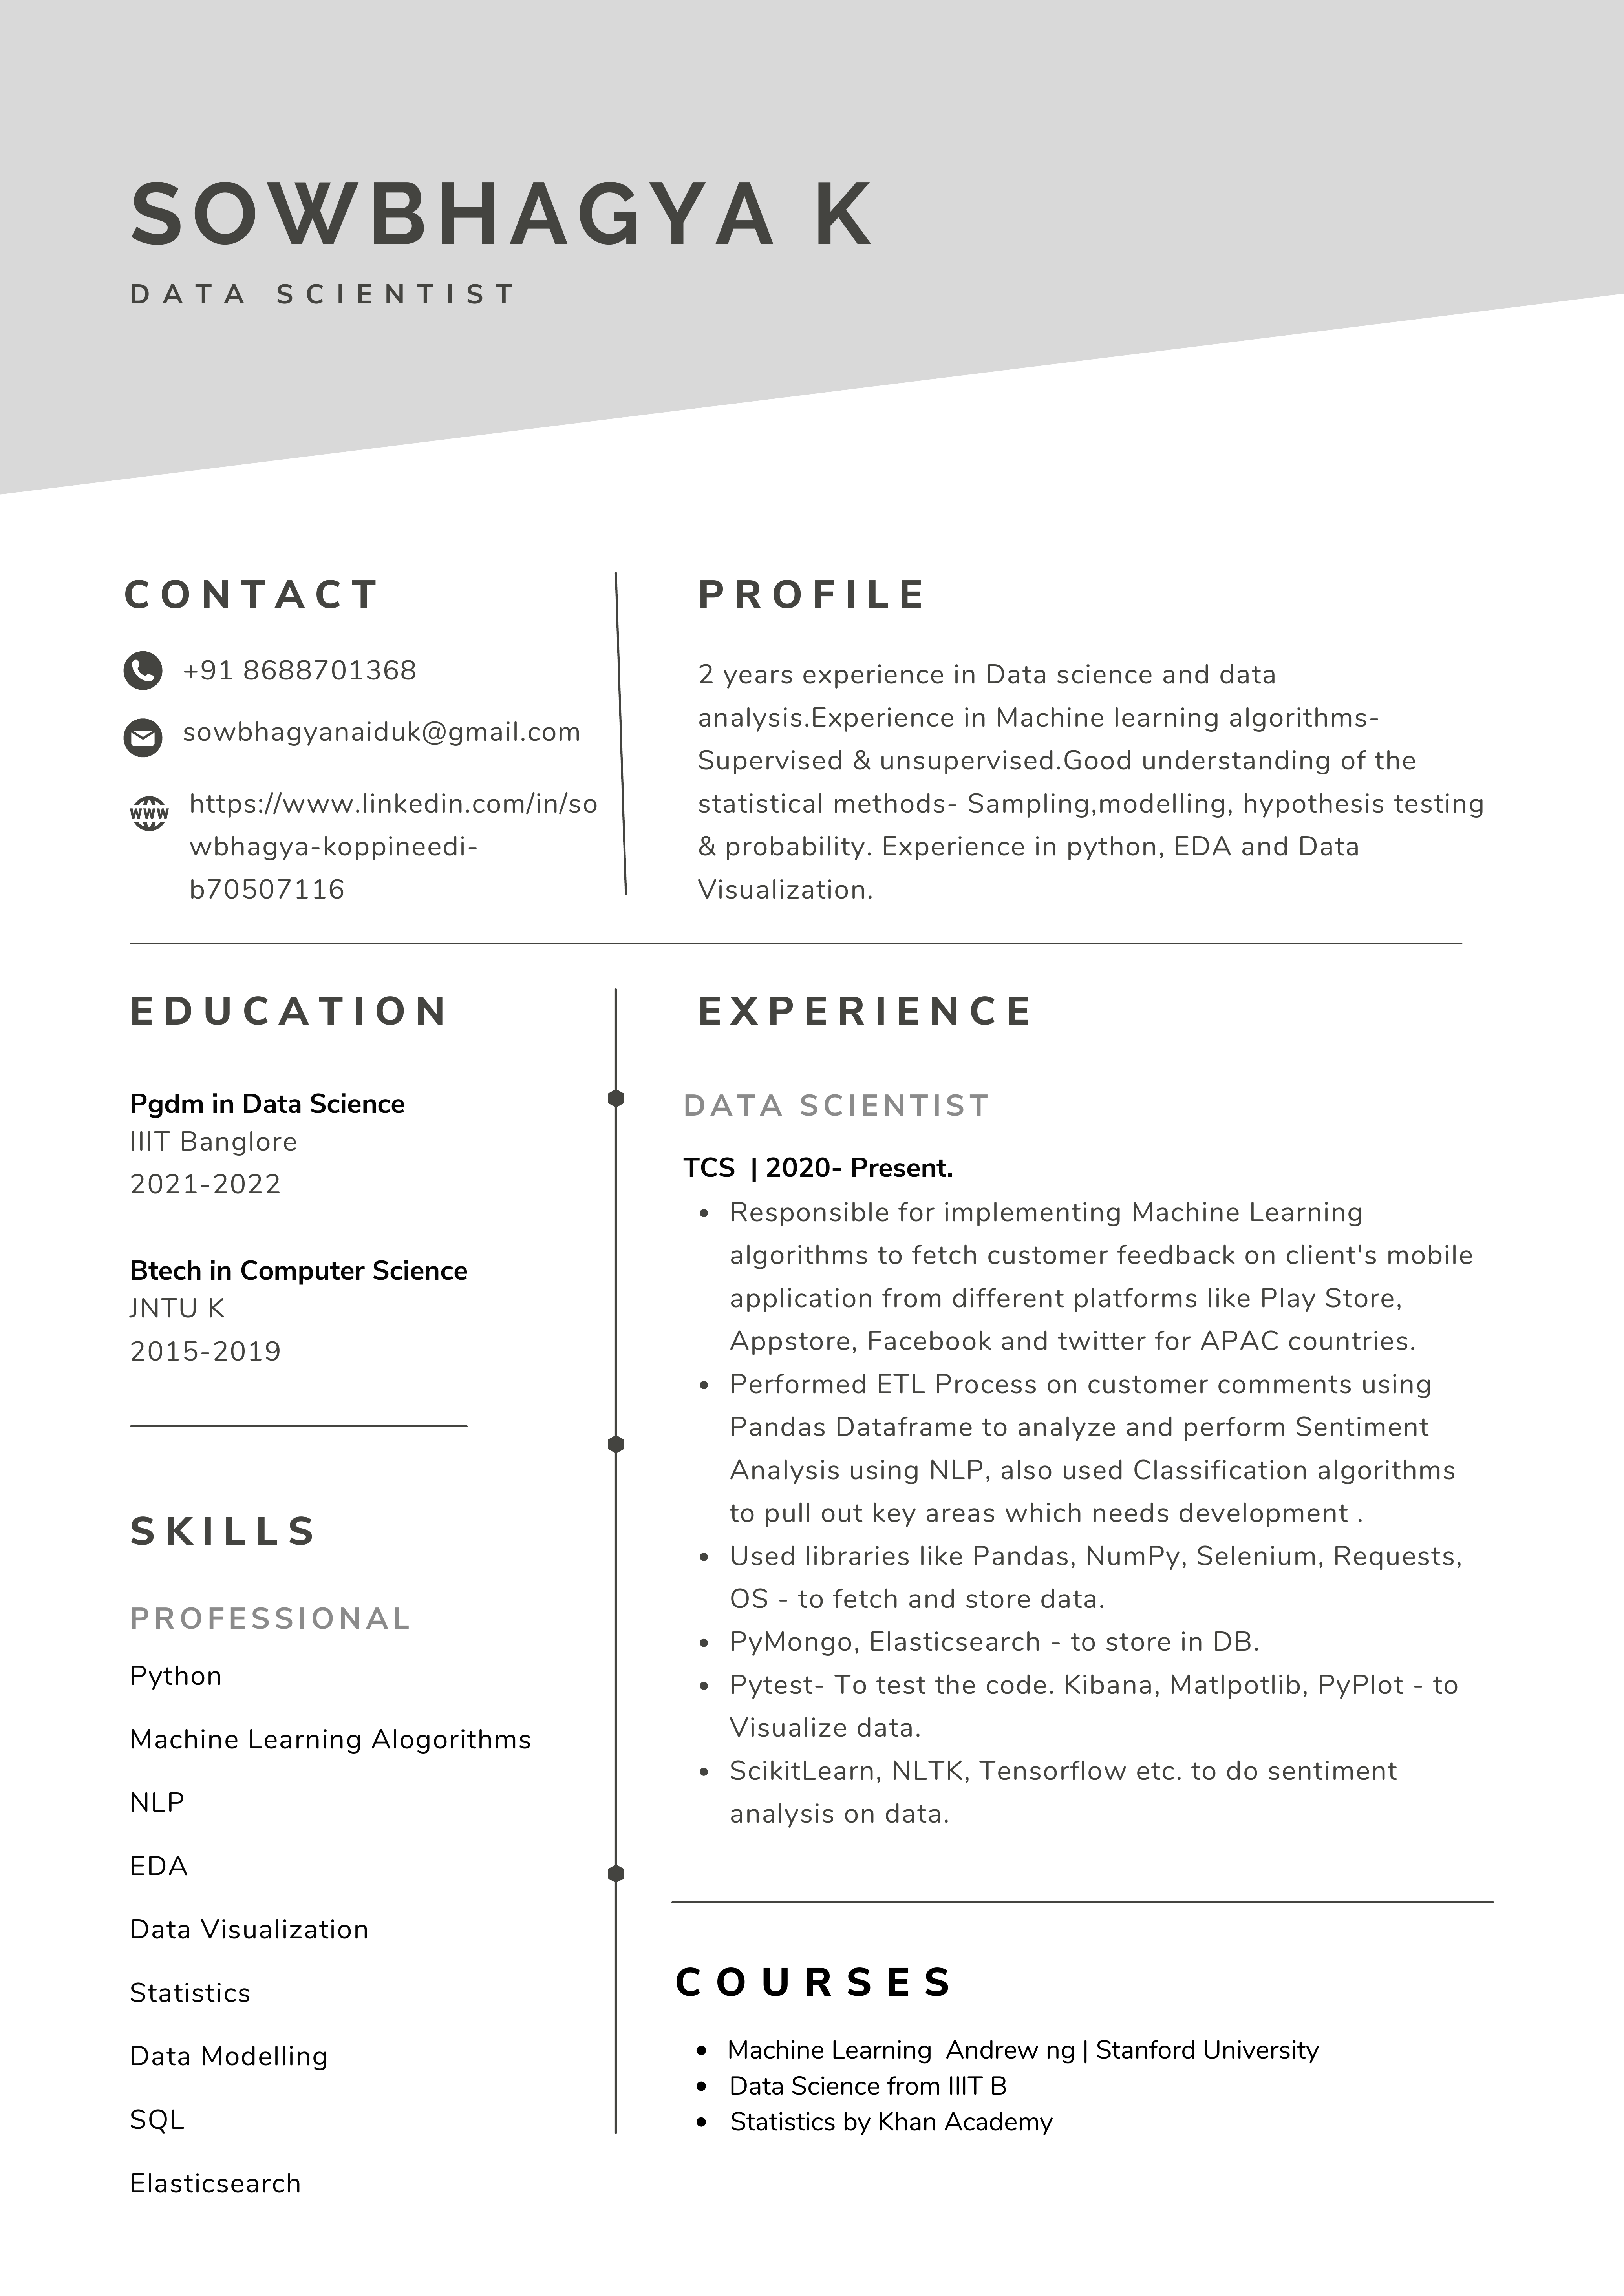 SOWBHAGYA K
DATA SCIENTIST
CONTACT
+91 8688701368
sowbhagyanaiduk@gmail.com
WWW
https://www.linkedin.com/in/so
wbhagya-koppineedi-
b70507116
PROFILE
2 years experience in Data science and data
analysis.Experience in Machine learning algorithms-
Supervised & unsupervised.Good understanding of the
statistical methods- Sampling,modelling, hypothesis testing
& probability. Experience in python, EDA and Data
Visualization.
EDUCATION
Pgdm in Data Science
IIIT Banglore
2021-2022
Btech in Computer Science
JNTU K
2015-2019
SKILLS
PROFESSIONAL
Python
Machine Learning Alogorithms
NLP
EDA
Data Visualization
Statistics
Data Modelling
SQL
Elasticsearch
EXPERIENCE
DATA SCIENTIST
TCS | 2020- Present.
• Responsible for implementing Machine Learning
algorithms to fetch customer feedback on client's mobile
application from different platforms like Play Store,
Appstore, Facebook and twitter for APAC countries.
• Performed ETL Process on customer comments using
Pandas Dataframe to analyze and perform Sentiment
Analysis using NLP, also used Classification algorithms
to pull out key areas which needs development .
• Used libraries like Pandas, NumPy, Selenium, Requests,
OS - to fetch and store data.
• PyMongo, Elasticsearch - to store in DB.
• Pytest- To test the code. Kibana, Matlpotlib, PyPlot - to
Visualize data.
• ScikitLearn, NLTK, Tensorflow etc. to do sentiment
analysis on data.
COURSES
• Machine Learning Andrew ng | Stanford University
• Data Science from IIIT B
• Statistics by Khan Academy